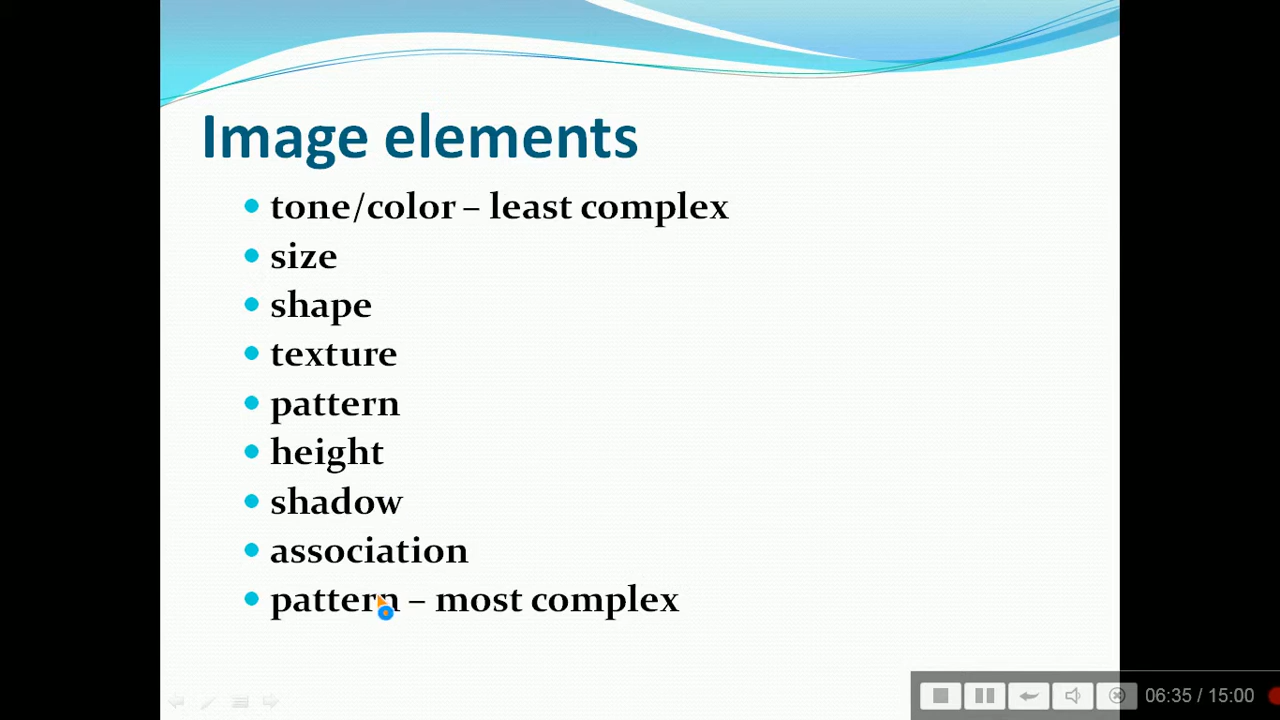 Image elements
• tone/color – least complex
• size
• shape
• texture
• pattern
• height
• shadow
• association
• pattern – most complex
06:35 / 15:00